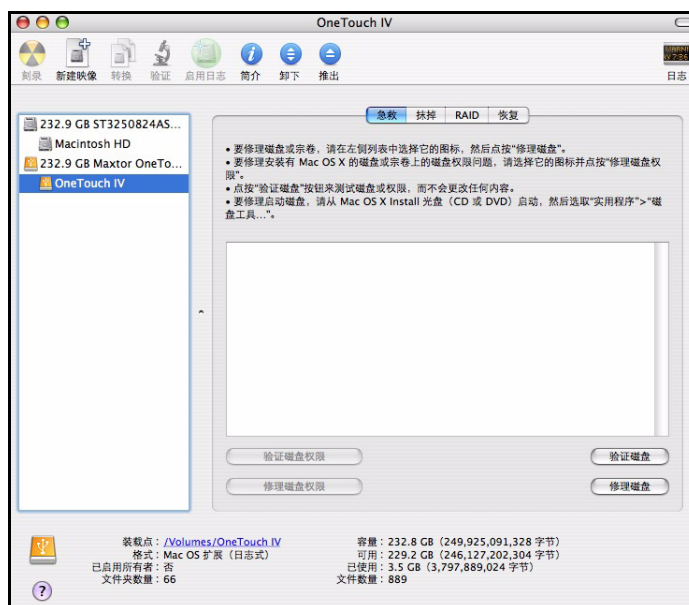 OneTouch IV
刻录 新建映像 转换 验证 启用日志 简介 卸下 推出 日志
232.9 GB ST3250824AS...
Macintosh HD
232.9 GB Maxtor OneTo...
OneTouch IV
急救 抹掉 RAID 恢复
• 要修理磁盘或宗卷，请在左侧列表中选择它的图标，然后点按“修理磁盘”。
• 要修理安装有 Mac OS X 的磁盘或宗卷上的磁盘权限问题，请选择它的图标并点按“修理磁盘权
限”。
• 点按“验证磁盘”按钮来测试磁盘或权限，而不会更改任何内容。
• 要修理启动磁盘，请从 Mac OS X Install 光盘（CD 或 DVD）启动，然后选取“实用程序”>“磁
盘工具...”。
验证磁盘权限 验证磁盘
修理磁盘权限 修理磁盘
装载点：/Volumes/OneTouch IV 容量：232.8 GB（249,925,091,328 字节）
格式：Mac OS 扩展（日志式） 可用：229.2 GB（246,127,202,304 字节）
已启用所有者：否 已使用：3.5 GB（3,797,889,024 字节）
文件夹数量：66 文件数量：889
?